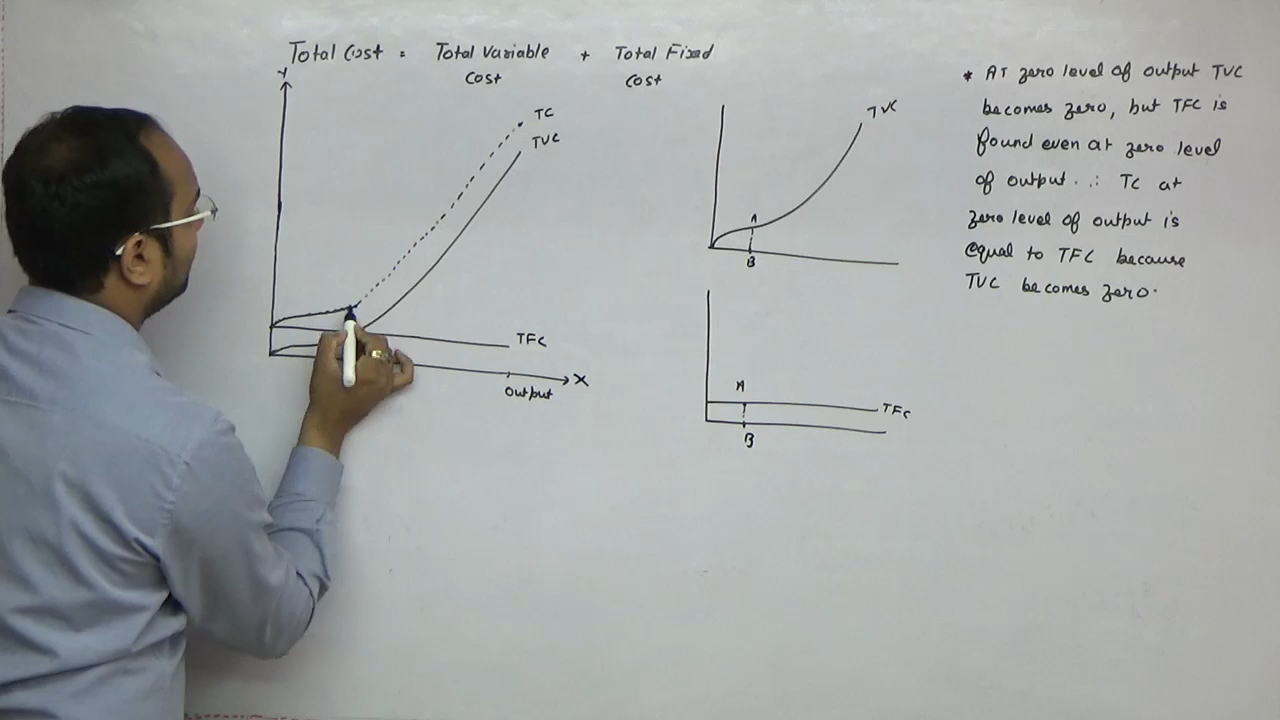 Total Cost = Total Variable + Total Fixed
Cost Cost
Y
TC
TVC
TFC
X
Output
TVC
A
B
A
TFC
B
* At zero level of output TVC
becomes zero, but TFC is
found even at zero level
of output. ∴ TC at
zero level of output is
equal to TFC because
TVC becomes zero.